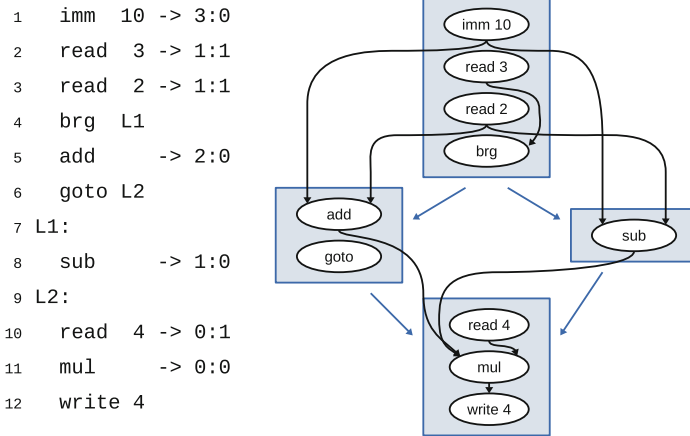 1 imm 10 -> 3:0
2 read 3 -> 1:1
3 read 2 -> 1:1
4 brg L1
5 add -> 2:0
6 goto L2
7 L1:
8 sub -> 1:0
9 L2:
10 read 4 -> 0:1
11 mul -> 0:0
12 write 4
imm 10
read 3
read 2
brg
add
goto
sub
read 4
mul
write 4